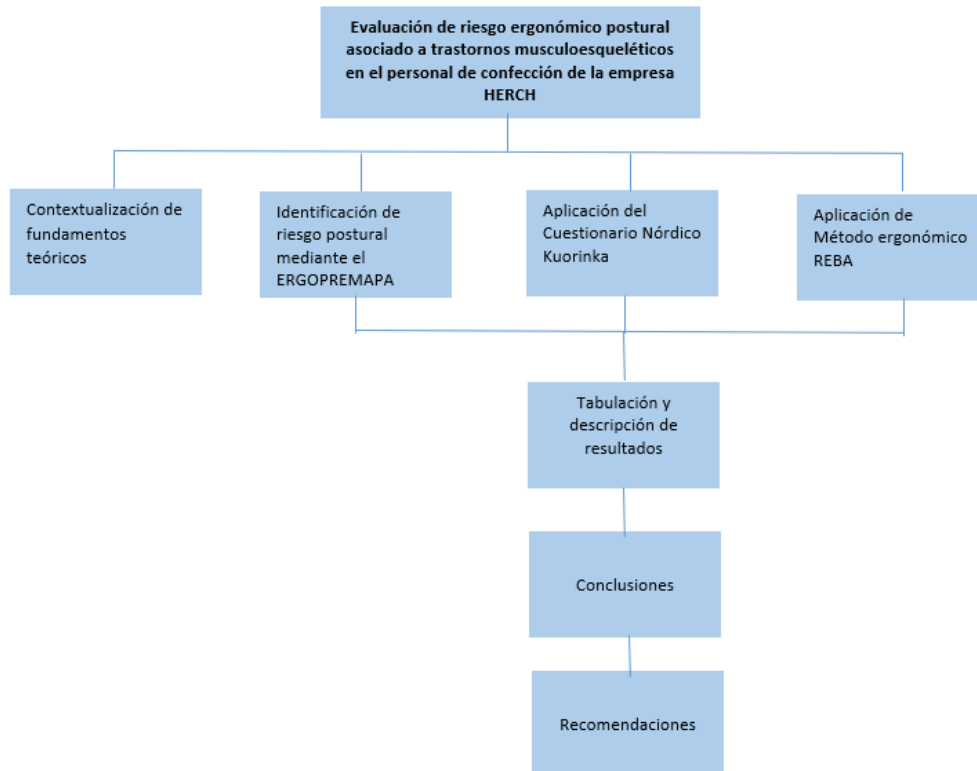 Evaluación de riesgo ergonómico postural
asociado a trastornos musculoesqueléticos
en el personal de confección de la empresa
HERCH
Contextualización de
fundamentos
teóricos
Identificación de
riesgo postural
mediante el
ERGOPREMAPA
Aplicación del
Cuestionario Nórdico
Kuorinka
Aplicación de
Método ergonómico
REBA
Tabulación y
descripción de
resultados
Conclusiones
Recomendaciones